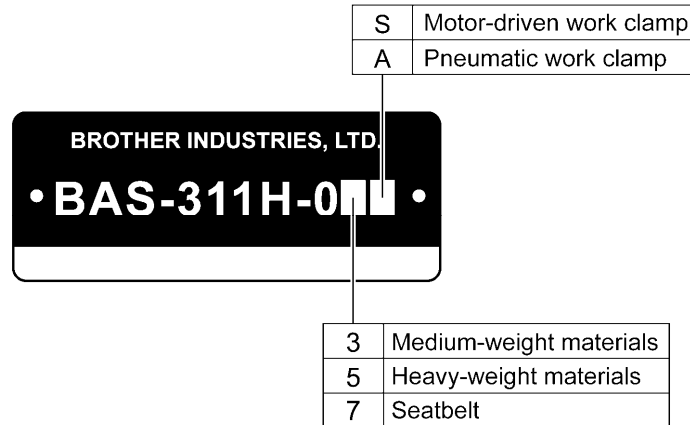 S Motor-driven work clamp
A Pneumatic work clamp
BROTHER INDUSTRIES, LTD.
BAS-311H-0
3 Medium-weight materials
5 Heavy-weight materials
7 Seatbelt